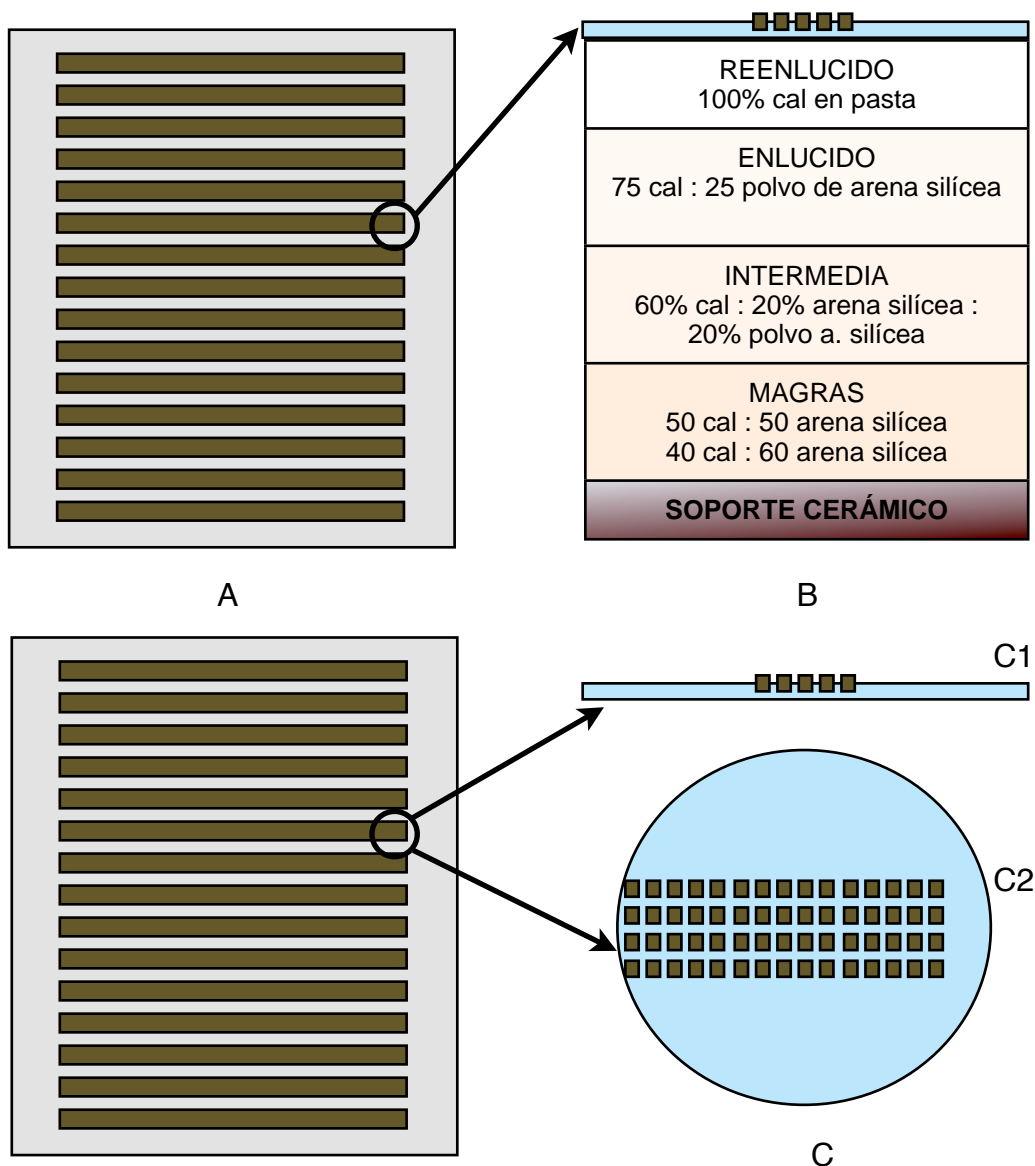 REENLUCIDO
100% cal en pasta
ENLUCIDO
75 cal : 25 polvo de arena silícea
INTERMEDIA
60% cal : 20% arena silícea :
20% polvo a. silícea
MAGRAS
50 cal : 50 arena silícea
40 cal : 60 arena silícea
SOPORTE CERÁMICO
A
B
C1
C2
C